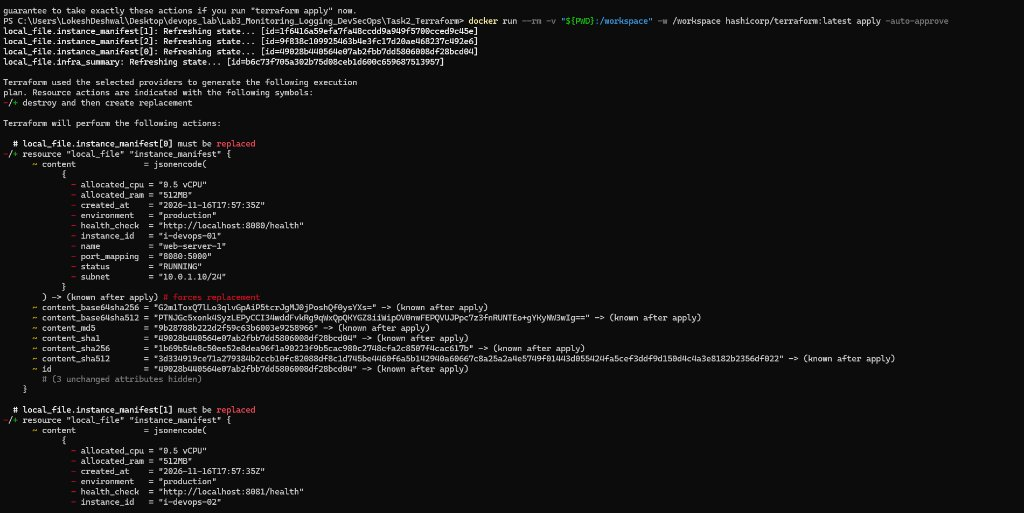 guarantee to take exactly these actions if you run "terraform apply" now.
PS C:\Users\LokeshDeshwal\Desktop\devops_lab\Lab3_Monitoring_Logging_DevSecOps\Task2_Terraform> docker run --rm -v "${PWD}:/workspace" -w /workspace hashicorp/terraform:latest apply -auto-approve
local_file.instance_manifest[1]: Refreshing state... [id=1f6416a59efa7fa48ccdd9a949f5700cced9c45e]
local_file.instance_manifest[2]: Refreshing state... [id=9f838c109925463b4e3fc17d20ae468237c492e6]
local_file.instance_manifest[0]: Refreshing state... [id=49028b440564e07ab2fbb7dd5806008df28bcd04]
local_file.infra_summary: Refreshing state... [id=b6c73f705a302b75d08ceb1d600c659687513957]
Terraform used the selected providers to generate the following execution
plan. Resource actions are indicated with the following symbols:
-/+ destroy and then create replacement
Terraform will perform the following actions:
# local_file.instance_manifest[0] must be replaced
-/+ resource "local_file" "instance_manifest" {
~ content = jsonencode(
{
- allocated_cpu = "0.5 vCPU"
- allocated_ram = "512MB"
- created_at = "2026-11-16T17:57:35Z"
- environment = "production"
- health_check = "http://localhost:8080/health"
- instance_id = "i-devops-01"
- name = "web-server-1"
- port_mapping = "8080:5000"
- status = "RUNNING"
- subnet = "10.0.1.10/24"
}
) -> (known after apply) # forces replacement
~ content_base64sha256 = "G2m1ToxQ7lLo3qlvGpAiP5tcrJgMJ0jPoshQf0ysYXs=" -> (known after apply)
~ content_base64sha512 = "PTNJGc5xonk4SyzLEPyCCI34wddFvkRg9qWxQpQKYGZ8iiWipOV0nwFEPQVUJPpc7z3fnRUNTEo+gYKyNW3wIg==" -> (known after apply)
~ content_md5 = "9b28788b222d2f59c63b6003e9258966" -> (known after apply)
~ content_sha1 = "49028b440564e07ab2fbb7dd5806008df28bcd04" -> (known after apply)
~ content_sha256 = "1b69b54e8c50ee52e8dea96f1a90223f9b5cac980c2748cfa2c8507f4cac617b" -> (known after apply)
~ content_sha512 = "3d334919ce71a279384b2ccb10fc82088df8c1d745be4460f6a5b142940a60667c8a25a2a4e5749f01443d055424fa5cef3ddf9d150d4c4a3e8182b2356df022" -> (known after apply)
~ id = "49028b440564e07ab2fbb7dd5806008df28bcd04" -> (known after apply)
# (3 unchanged attributes hidden)
}
# local_file.instance_manifest[1] must be replaced
-/+ resource "local_file" "instance_manifest" {
~ content = jsonencode(
{
- allocated_cpu = "0.5 vCPU"
- allocated_ram = "512MB"
- created_at = "2026-11-16T17:57:35Z"
- environment = "production"
- health_check = "http://localhost:8081/health"
- instance_id = "i-devops-02"